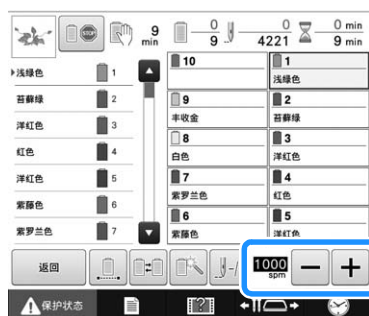 9 min
0 9
0 4221
0 min 9 min
浅绿色 1
苔藓绿 2
洋红色 3
红色 4
洋红色 5
紫藤色 6
紫罗兰色 7
10
1 浅绿色
9 丰收金
2 苔藓绿
8 白色
3 洋红色
7 紫罗兰色
4 红色
6 紫藤色
5 洋红色
返回
1000 spm
保护状态